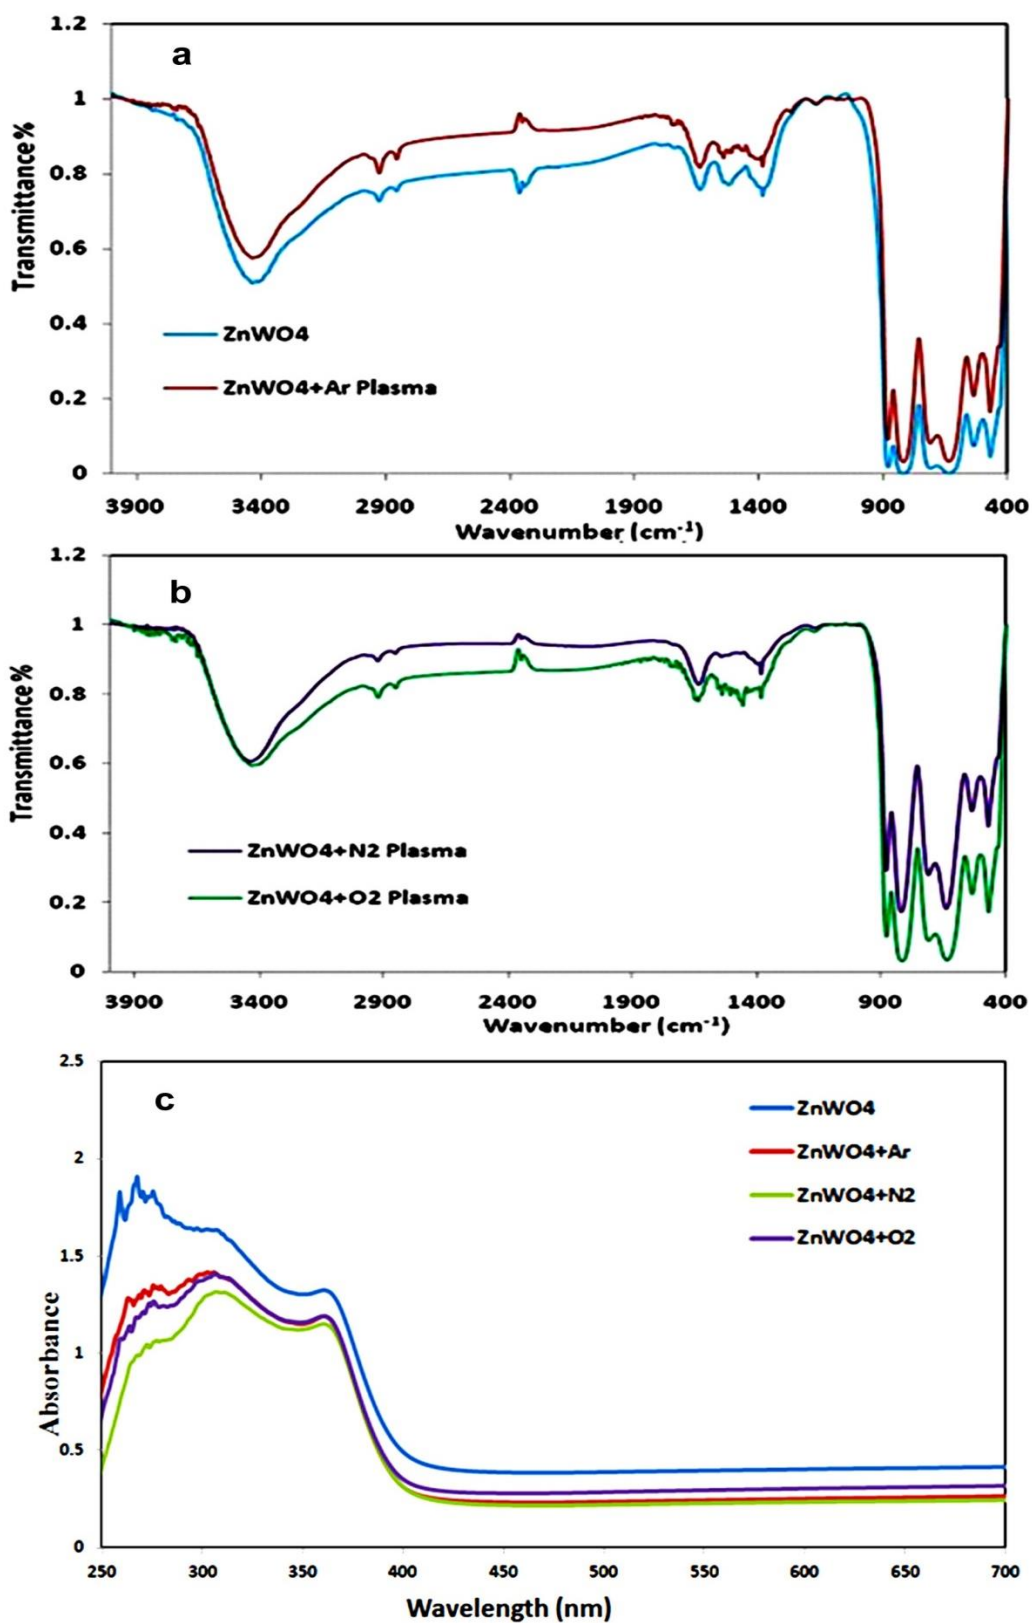 1.2
a
1
0.8
0.6
0.4
0.2
0
Transmittance%
ZnWO4
ZnWO4+Ar Plasma
3900 3400 2900 2400 1900 1400 900 400
Wavenumber (cm-1)
1.2
b
1
0.8
0.6
0.4
0.2
0
Transmittance%
ZnWO4+N2 Plasma
ZnWO4+O2 Plasma
3900 3400 2900 2400 1900 1400 900 400
Wavenumber (cm-1)
2.5
c
2
1.5
1
0.5
0
Absorbance
ZnWO4
ZnWO4+Ar
ZnWO4+N2
ZnWO4+O2
250 300 350 400 450 500 550 600 650 700
Wavelength (nm)